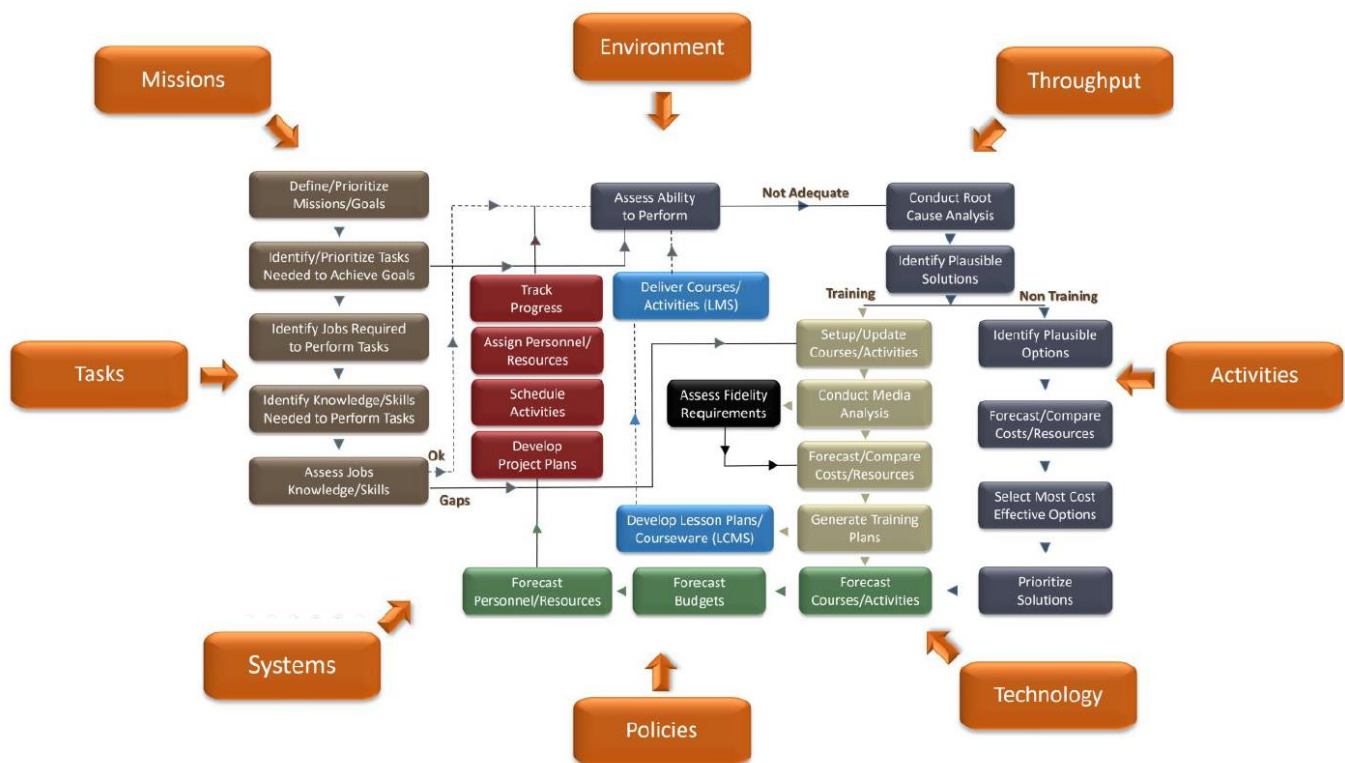 Environment
Missions
Throughput
Define/Prioritize
Missions/Goals
Assess Ability
to Perform
Not Adequate
Conduct Root
Cause Analysis
Identify/Prioritize Tasks
Needed to Achieve Goals
Identify Plausible
Solutions
Track
Progress
Deliver Courses/
Activities (LMS)
Training
Non Training
Identify Jobs Required
to Perform Tasks
Assign Personnel/
Resources
Setup/Update
Courses/Activities
Identify Plausible
Options
Tasks
Activities
Identify Knowledge/Skills
Needed to Perform Tasks
Schedule
Activities
Assess Fidelity
Requirements
Conduct Media
Analysis
Forecast/Compare
Costs/Resources
Ok
Develop
Project Plans
Forecast/Compare
Costs/Resources
Assess Jobs
Knowledge/Skills
Gaps
Select Most Cost
Effective Options
Develop Lesson Plans/
Courseware (LCMS)
Generate Training
Plans
Forecast
Personnel/Resources
Forecast
Budgets
Forecast
Courses/Activities
Prioritize
Solutions
Systems
Policies
Technology